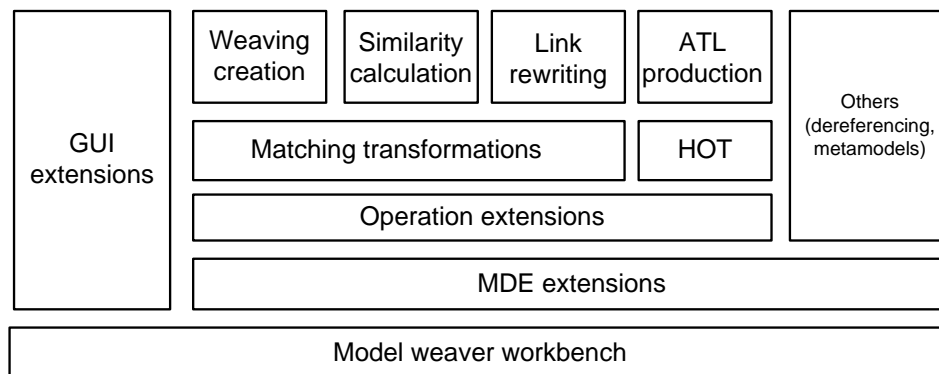 Weaving
creation
Similarity
calculation
Link
rewriting
ATL
production
Others
(dereferencing,
metamodels)
GUI
extensions
Matching transformations
HOT
Operation extensions
MDE extensions
Model weaver workbench